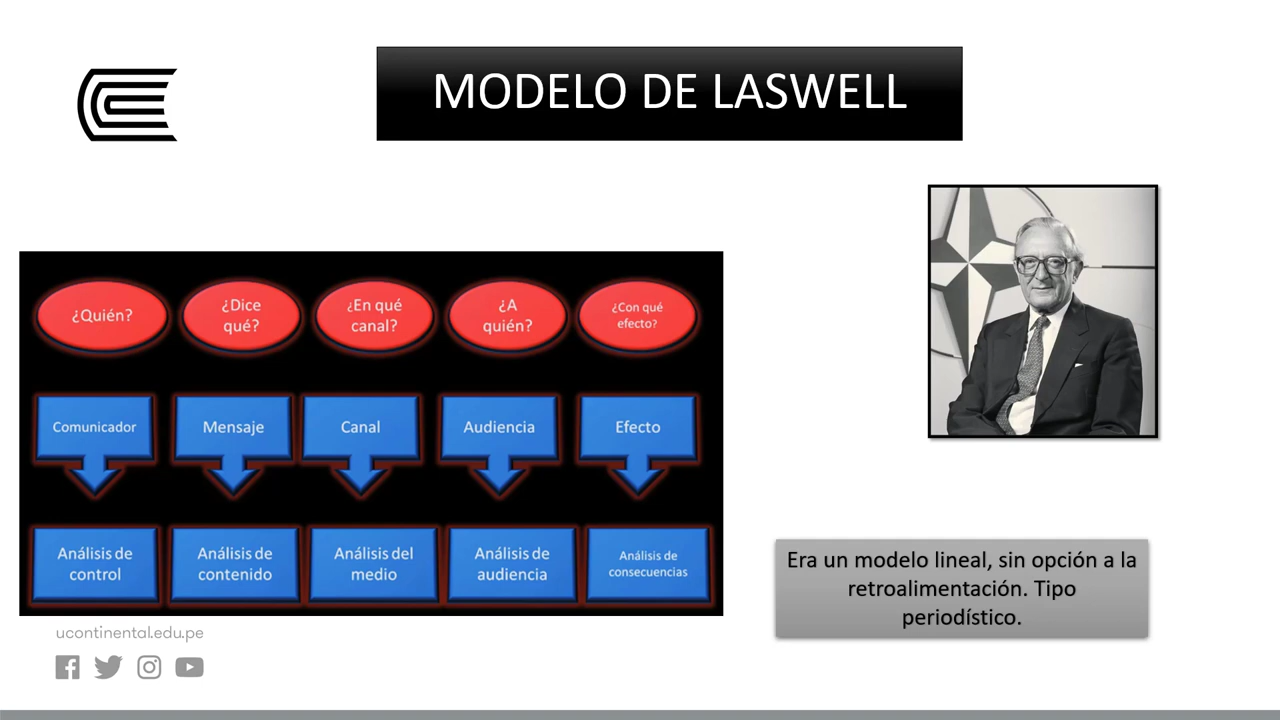 MODELO DE LASWELL
¿Quién?
¿Dice
qué?
¿En qué
canal?
¿A
quién?
¿Con qué
efecto?
Comunicador
Mensaje
Canal
Audiencia
Efecto
Análisis de
control
Análisis de
contenido
Análisis del
medio
Análisis de
audiencia
Análisis de
consecuencias
Era un modelo lineal, sin opción a la
retroalimentación. Tipo
periodístico.
ucontinental.edu.pe